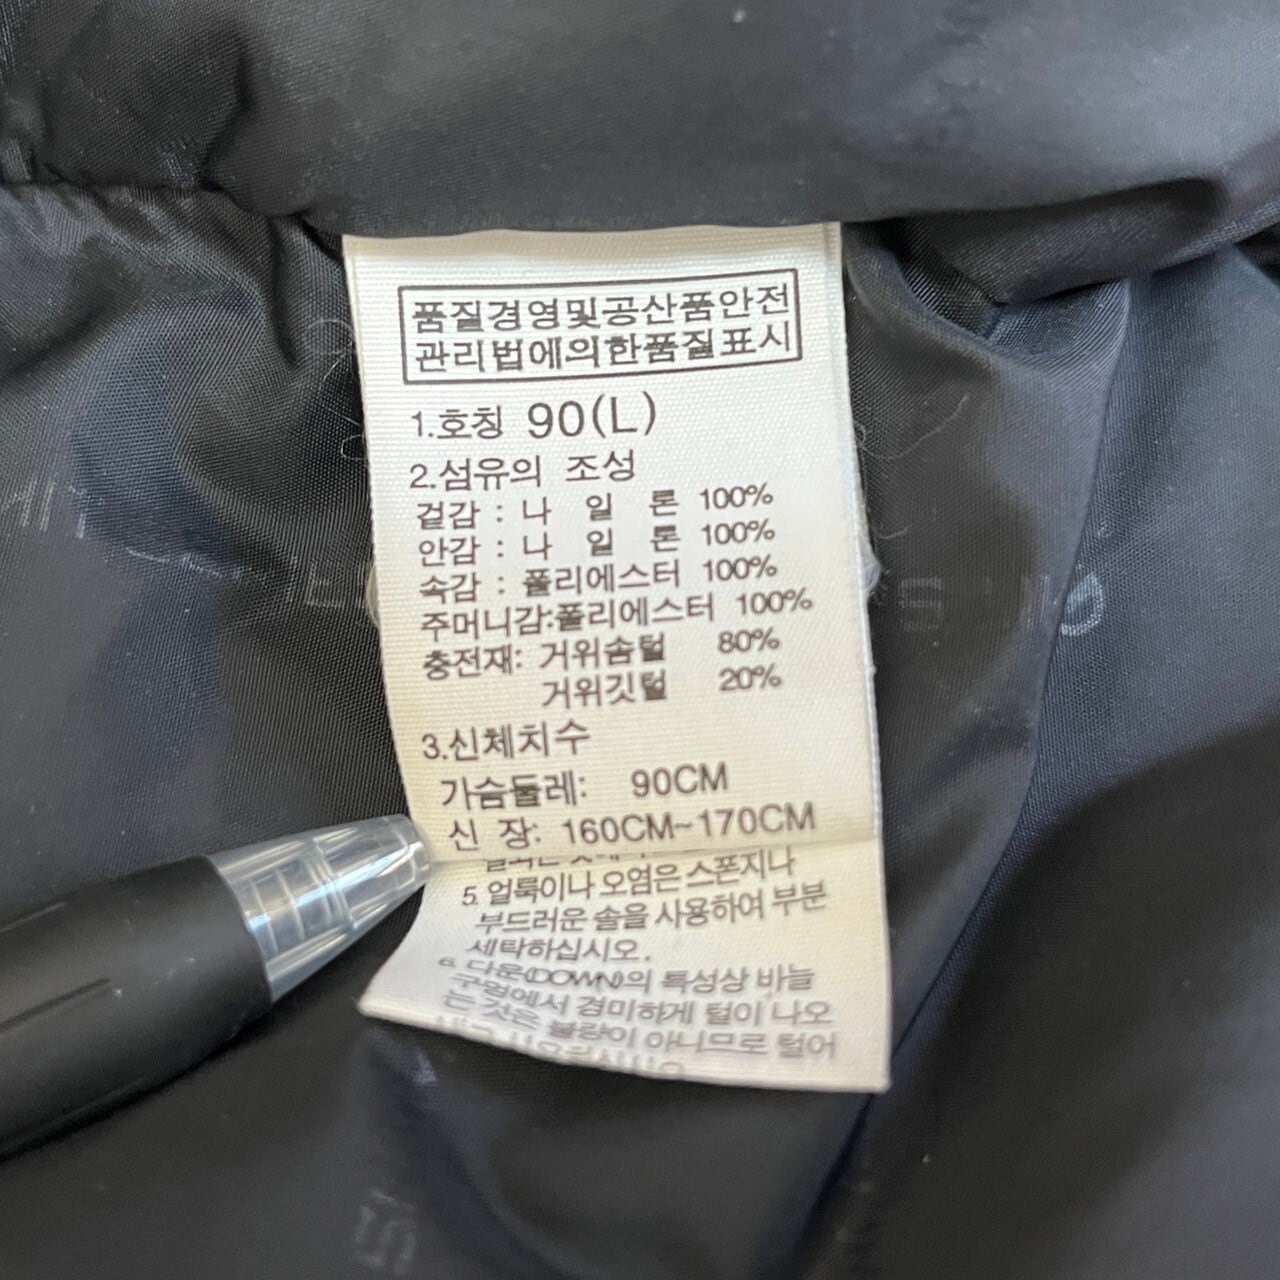 품질경영및공산품안전
관리법에의한품질표시
1.호칭 90(L)
2.섬유의 조성
겉감 : 나 일 론 100%
안감 : 나 일 론 100%
속감 : 폴리에스터 100%
주머니감:폴리에스터 100%
충전재: 거위솜털 80%
거위깃털 20%
3.신체치수
가슴둘레: 90CM
신 장: 160CM~170CM
5. 얼룩이나 오염은 스폰지나
부드러운 솔을 사용하여 부분
세탁하십시오.
6. 다운(DOWN)의 특성상 바늘
구멍에서 경미하게 털이 나오
는 것은 불량이 아니므로 털어